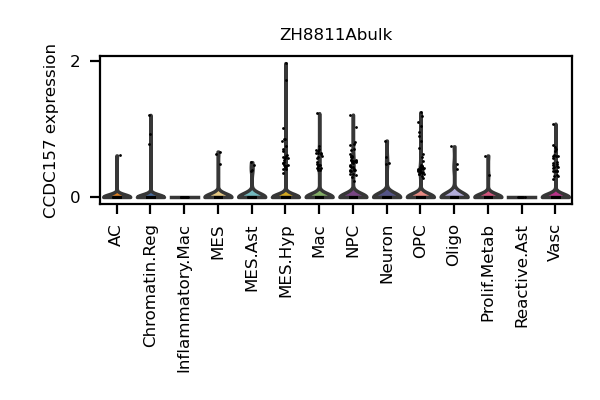 ZH8811Abulk
CCDC157 expression
2
0
AC
Chromatin.Reg
Inflammatory.Mac
MES
MES.Ast
MES.Hyp
Mac
NPC
Neuron
OPC
Oligo
Prolif.Metab
Reactive.Ast
Vasc